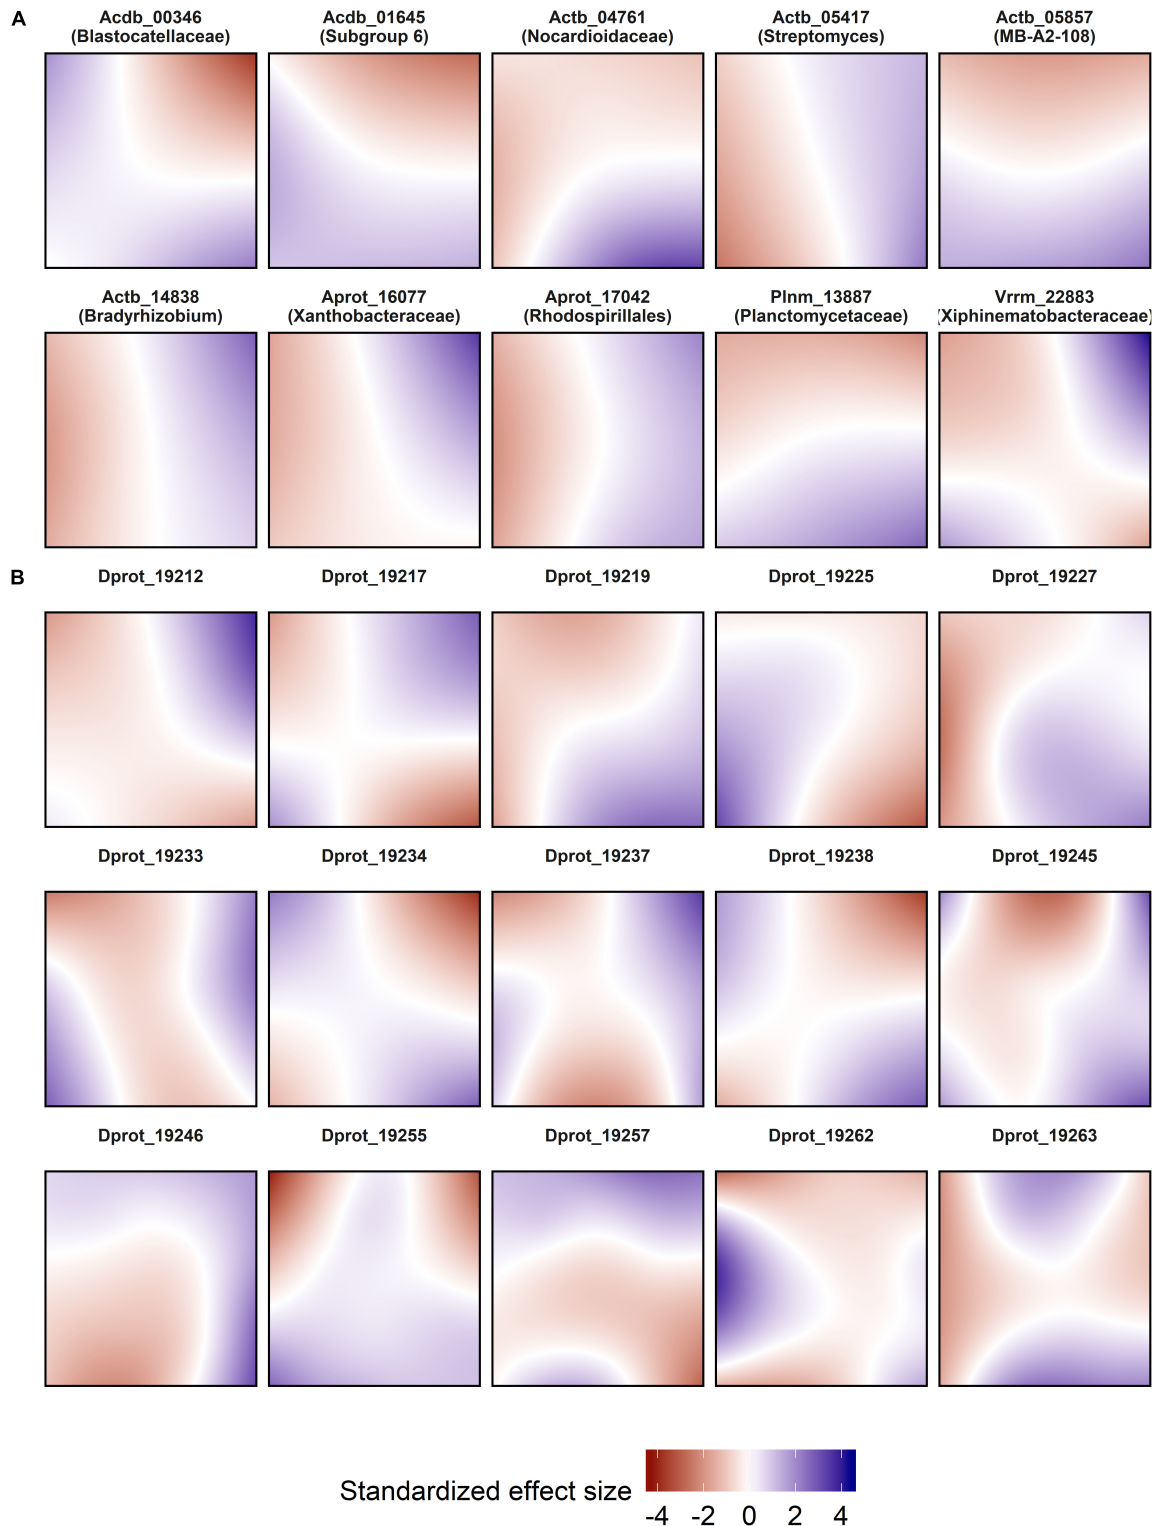 A
Acdb_00346 Acdb_01645 Actb_04761 Actb_05417 Actb_05857
(Blastocatellaceae) (Subgroup 6) (Nocardioidaceae) (Streptomyces) (MB-A2-108)
Actb_14838 Aprot_16077 Aprot_17042 Plnm_13887 Vrrm_22883
(Bradyrhizobium) (Xanthobacteraceae) (Rhodospirillales) (Planctomycetaceae) (Xiphinematobacteraceae)
B
Dprot_19212 Dprot_19217 Dprot_19219 Dprot_19225 Dprot_19227
Dprot_19233 Dprot_19234 Dprot_19237 Dprot_19238 Dprot_19245
Dprot_19246 Dprot_19255 Dprot_19257 Dprot_19262 Dprot_19263
Standardized effect size
-4 -2 0 2 4